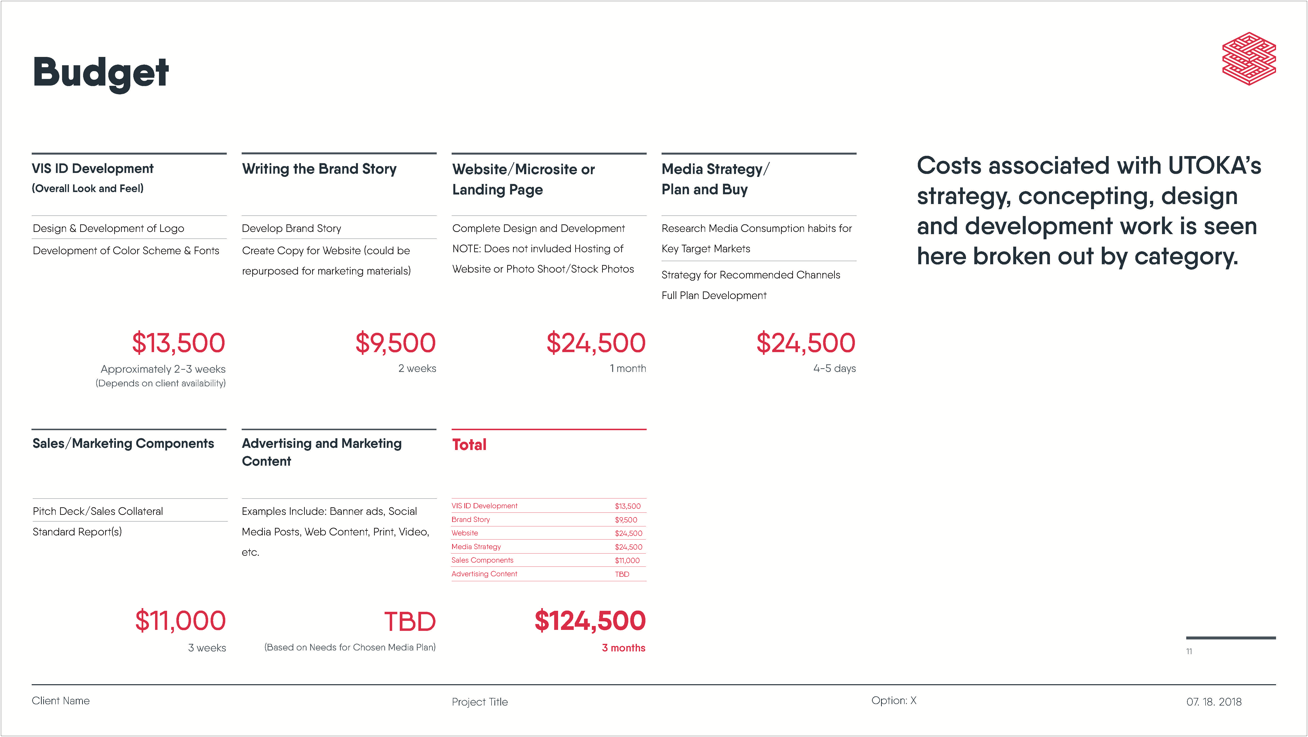 Budget
VIS ID Development
(Overall Look and Feel)
Design & Development of Logo
Development of Color Scheme & Fonts
$13,500
Approximately 2-3 weeks
(Depends on client availability)
Writing the Brand Story
Develop Brand Story
Create Copy for Website (could be
repurposed for marketing materials)
$9,500
2 weeks
Website/Microsite or
Landing Page
Complete Design and Development
NOTE: Does not invluded Hosting of
Website or Photo Shoot/Stock Photos
$24,500
1 month
Media Strategy/
Plan and Buy
Research Media Consumption habits for
Key Target Markets
Strategy for Recommended Channels
Full Plan Development
$24,500
4-5 days
Costs associated with UTOKA's
strategy, concepting, design
and development work is seen
here broken out by category.
Sales/Marketing Components
Pitch Deck/Sales Collateral
Standard Report(s)
$11,000
3 weeks
Advertising and Marketing
Content
Examples Include: Banner ads, Social
Media Posts, Web Content, Print, Video,
etc.
TBD
(Based on Needs for Chosen Media Plan)
Total
VIS ID Development $13,500
Brand Story $9,500
Website $24,500
Media Strategy $24,500
Sales Components $11,000
Advertising Content TBD
$124,500
3 months
11
Client Name
Project Title
Option: X
07. 18. 2018